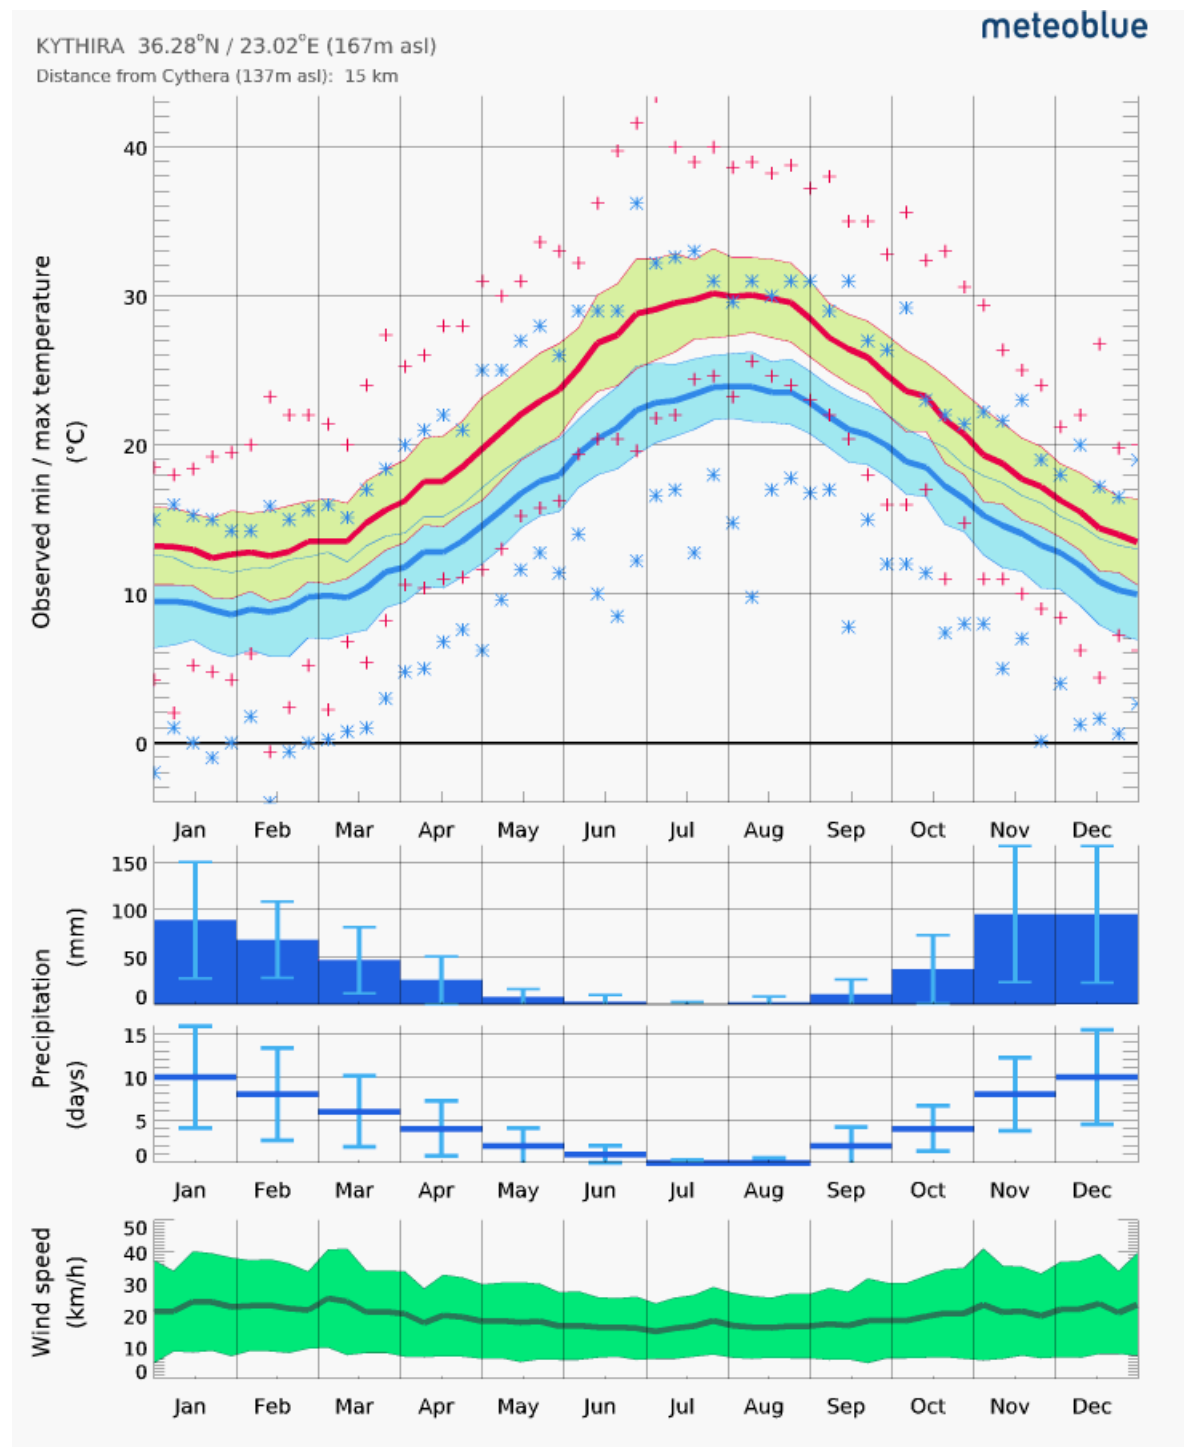 meteoblue
KYTHIRA 36.28°N / 23.02°E (167m asl)
Distance from Cythera (137m asl): 15 km
Observed min / max temperature
(°C)
40
30
20
10
0
Jan Feb Mar Apr May Jun Jul Aug Sep Oct Nov Dec
Precipitation
(mm)
150
100
50
0
(days)
15
10
5
0
Jan Feb Mar Apr May Jun Jul Aug Sep Oct Nov Dec
Wind speed
(km/h)
50
40
30
20
10
0
Jan Feb Mar Apr May Jun Jul Aug Sep Oct Nov Dec